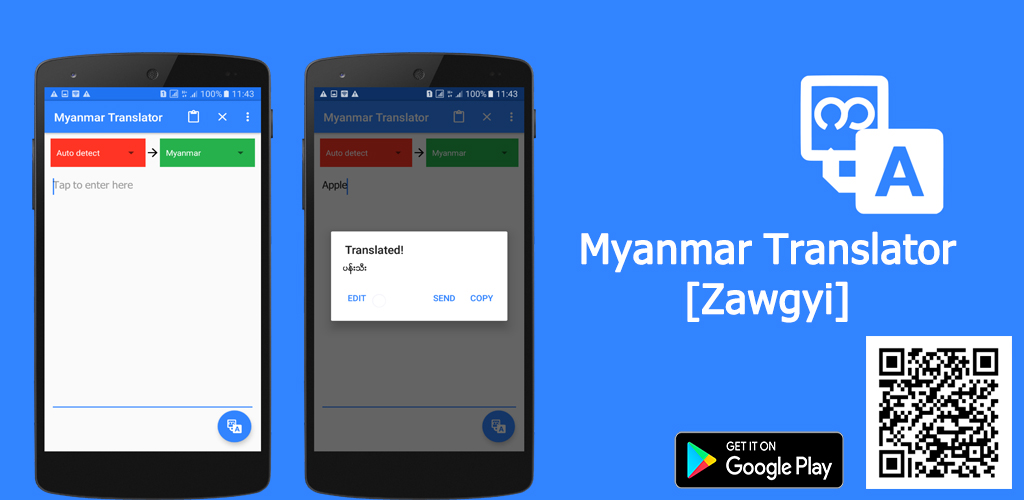 100% 11:43
Myanmar Translator
Auto detect
Myanmar
Tap to enter here
100% 11:43
Myanmar Translator
Auto detect
Myanmar
Apple
Translated!
ပန်းသီး
EDIT
SEND
COPY
A
Myanmar Translator
[Zawgyi]
GET IT ON
Google Play